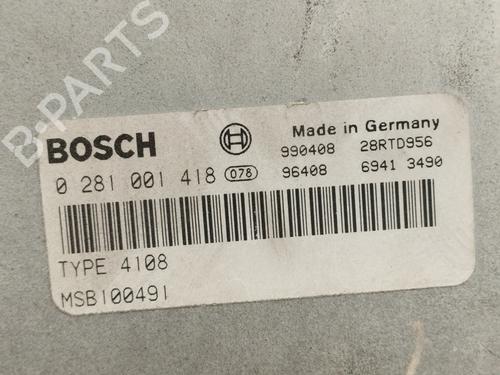 B-PARTS
BOSCH
Made in Germany
990408 28RTD956
0 281 001 418 078 96408 6941 3490
TYPE 4108
MSB100491